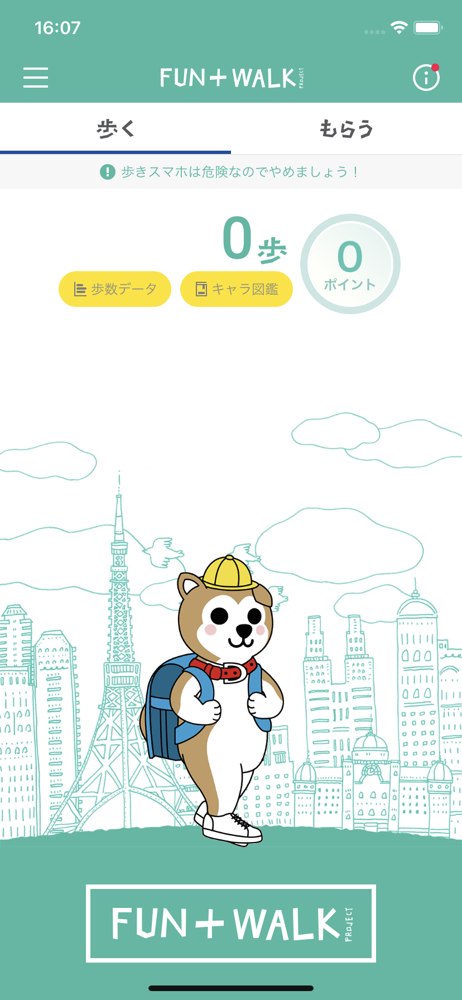 16:07
FUN+WALK PROJECT
歩く
もらう
歩きスマホは危険なのでやめましょう！
0歩
0
ポイント
歩数データ
キャラ図鑑
FUN+WALK PROJECT